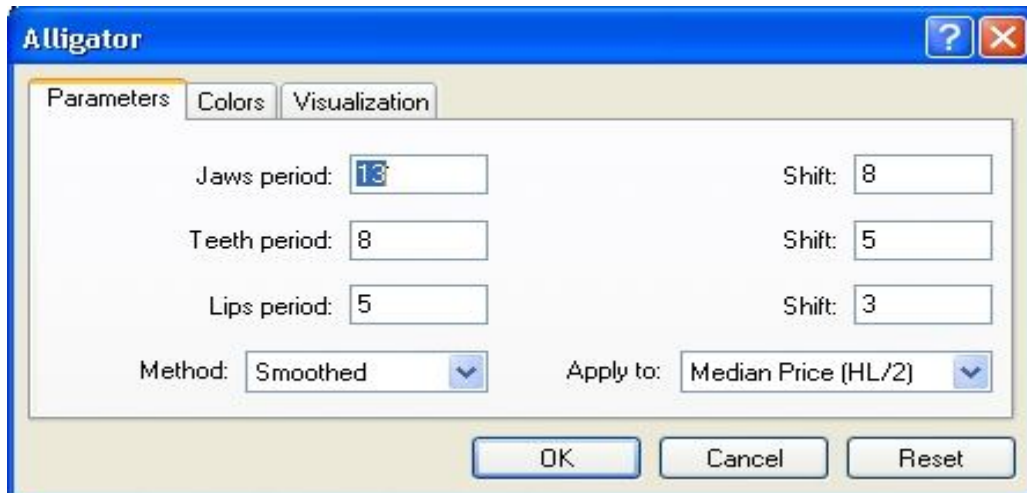 Alligator
Parameters Colors Visualization
Jaws period: 13 Shift: 8
Teeth period: 8 Shift: 5
Lips period: 5 Shift: 3
Method: Smoothed Apply to: Median Price (HL/2)
OK Cancel Reset